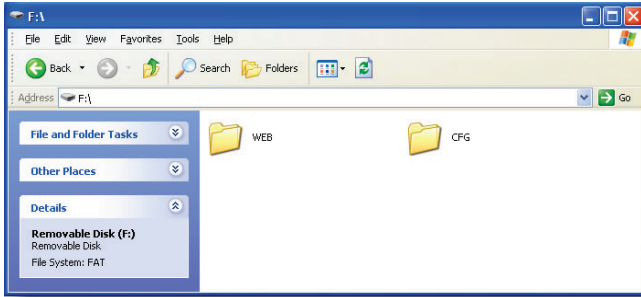 F:\
File Edit View Favorites Tools Help
Back Search Folders
Address F:\ Go
File and Folder Tasks
Other Places
Details
Removable Disk (F:)
Removable Disk
File System: FAT
WEB CFG